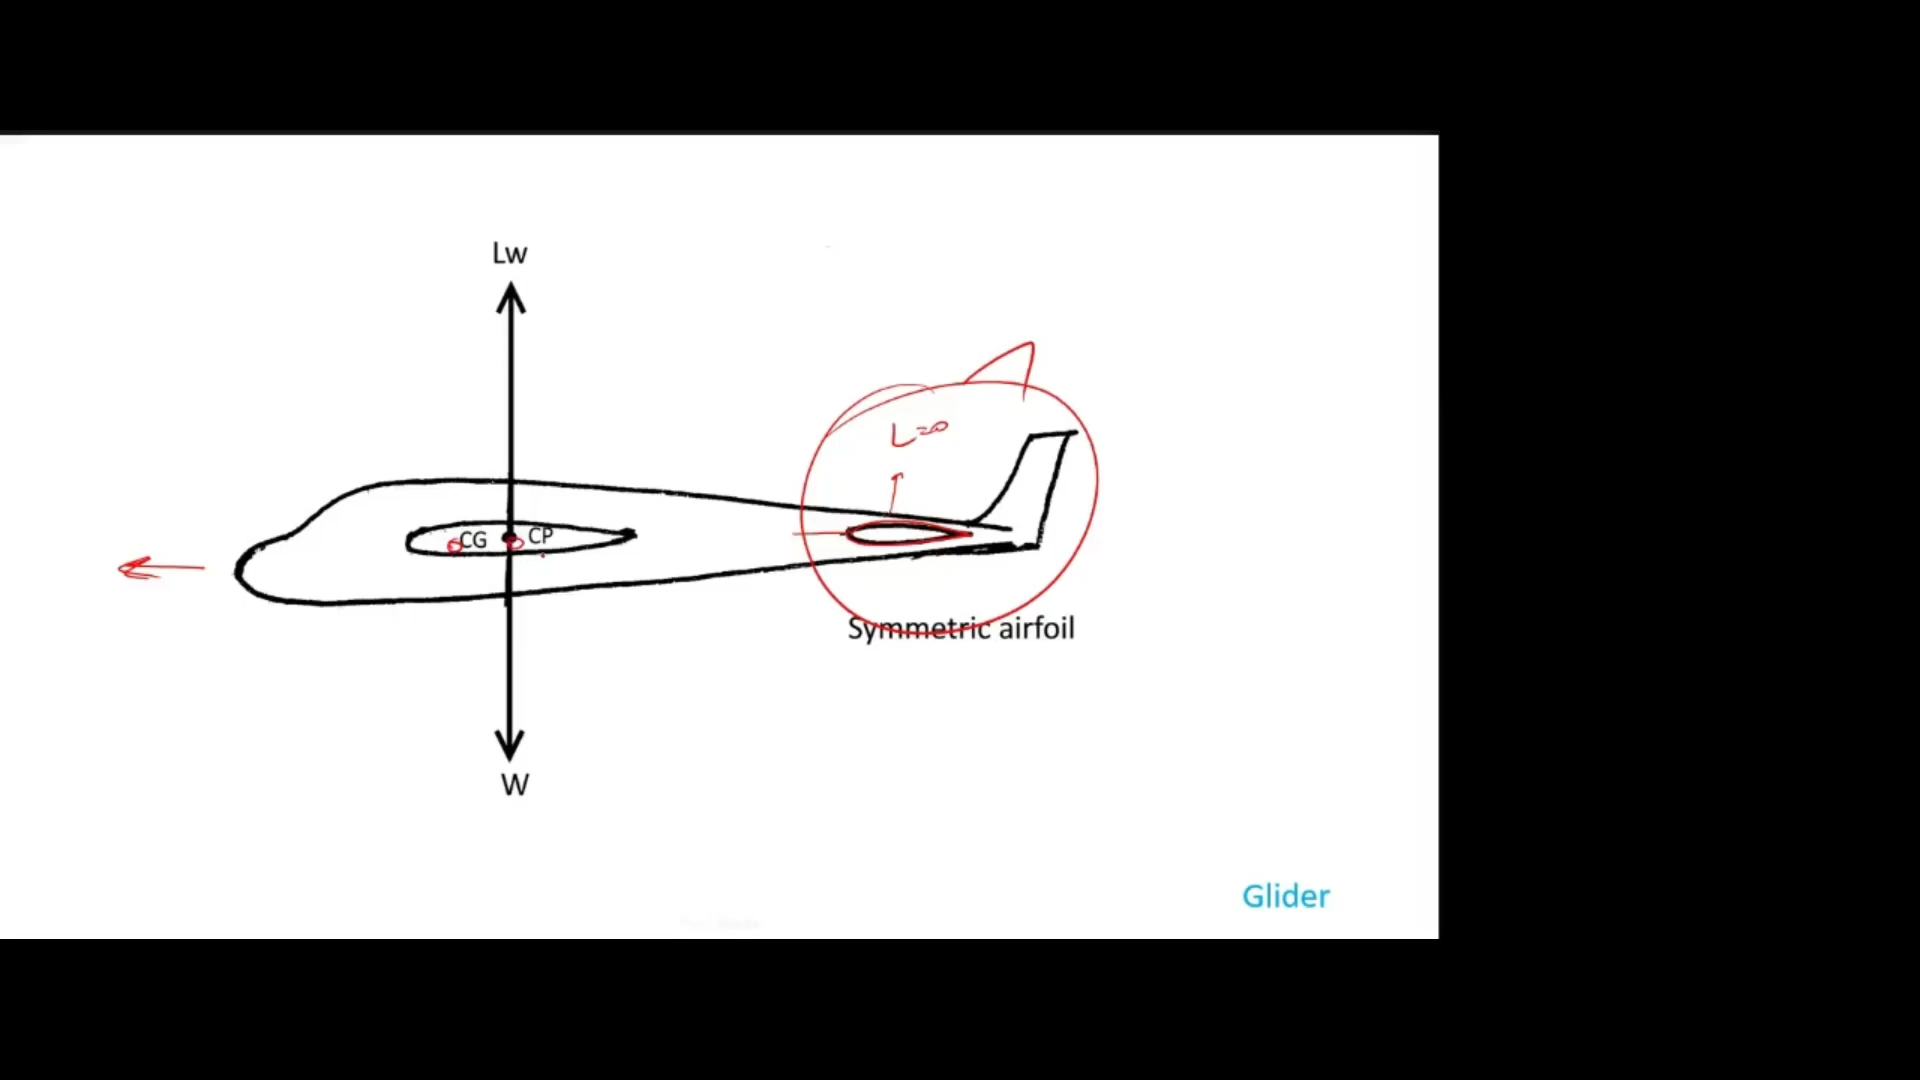 Lw
L=0
CG CP
Symmetric airfoil
W
Glider